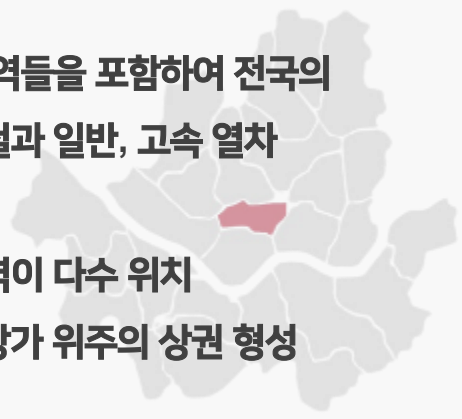 역들을 포함하여 전국의
철과 일반, 고속 열차
이 다수 위치
상가 위주의 상권 형성